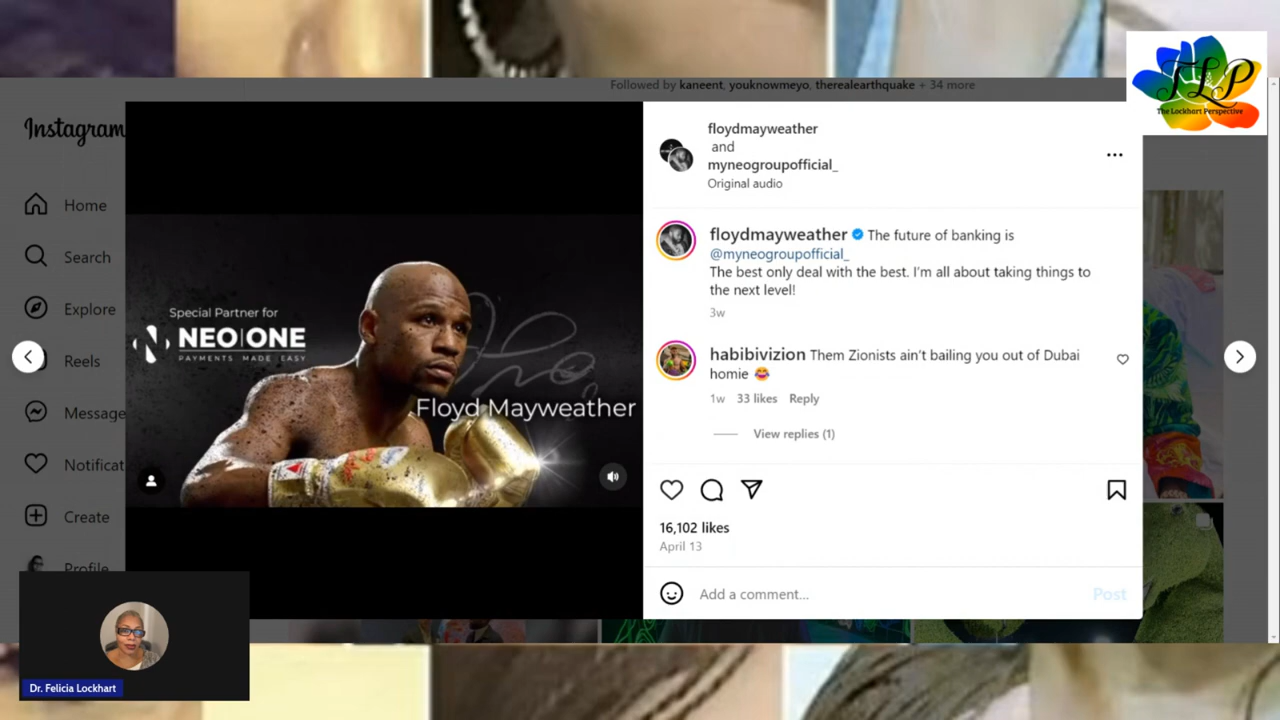 Followed by kaneent, youknowmeyo, therealearthquake + 34 more
TLP
The Lockhart Perspective
Instagram
Home
Search
Explore
Reels
Message
Notificat
Create
Profile
Special Partner for
NEO|ONE
PAYMENTS MADE EASY
Floyd Mayweather
floydmayweather
and
myneogroupofficial_
Original audio
floydmayweather The future of banking is
@myneogroupofficial_
The best only deal with the best. I'm all about taking things to
the next level!
3w
habibivizion Them Zionists ain't bailing you out of Dubai
homie 😂
1w 33 likes Reply
View replies (1)
16,102 likes
April 13
Add a comment... Post
Dr. Felicia Lockhart